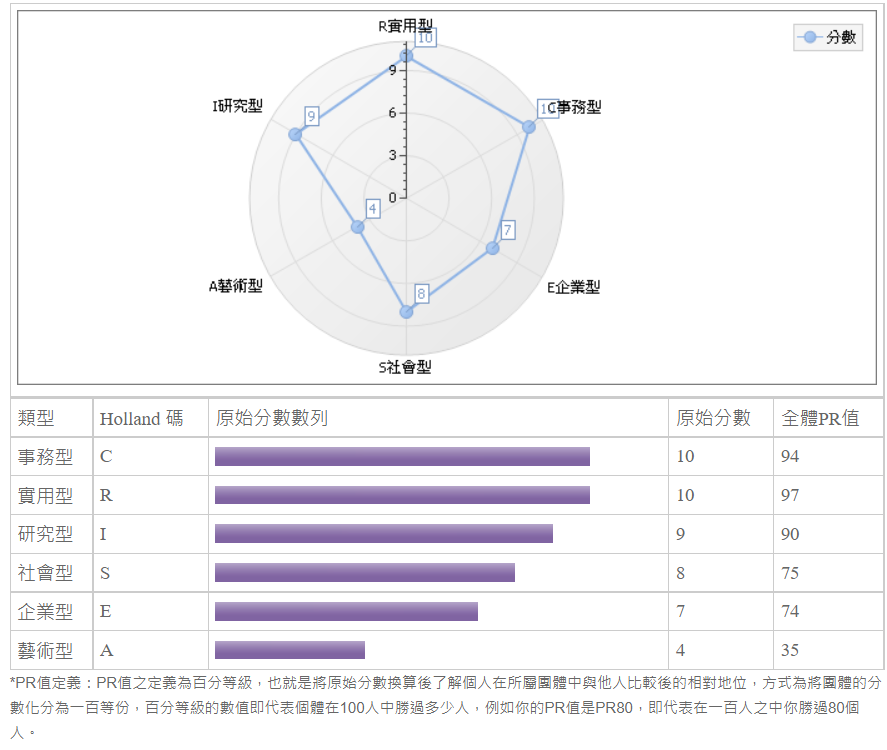 R實用型
10
分數
9
I研究型
9
10
C事務型
6
3
0
4
7
A藝術型
E企業型
8
S社會型
類型 Holland 碼 原始分數數列 原始分數 全體PR值
事務型 C 10 94
實用型 R 10 97
研究型 I 9 90
社會型 S 8 75
企業型 E 7 74
藝術型 A 4 35
*PR值定義：PR值之定義為百分等級，也就是將原始分數換算後了解個人在所屬團體中與他人比較後的相對地位，方式為將團體的分
數化分為一百等份，百分等級的數值即代表個體在100人中勝過多少人，例如你的PR值是PR80，即代表在一百人之中你勝過80個
人。